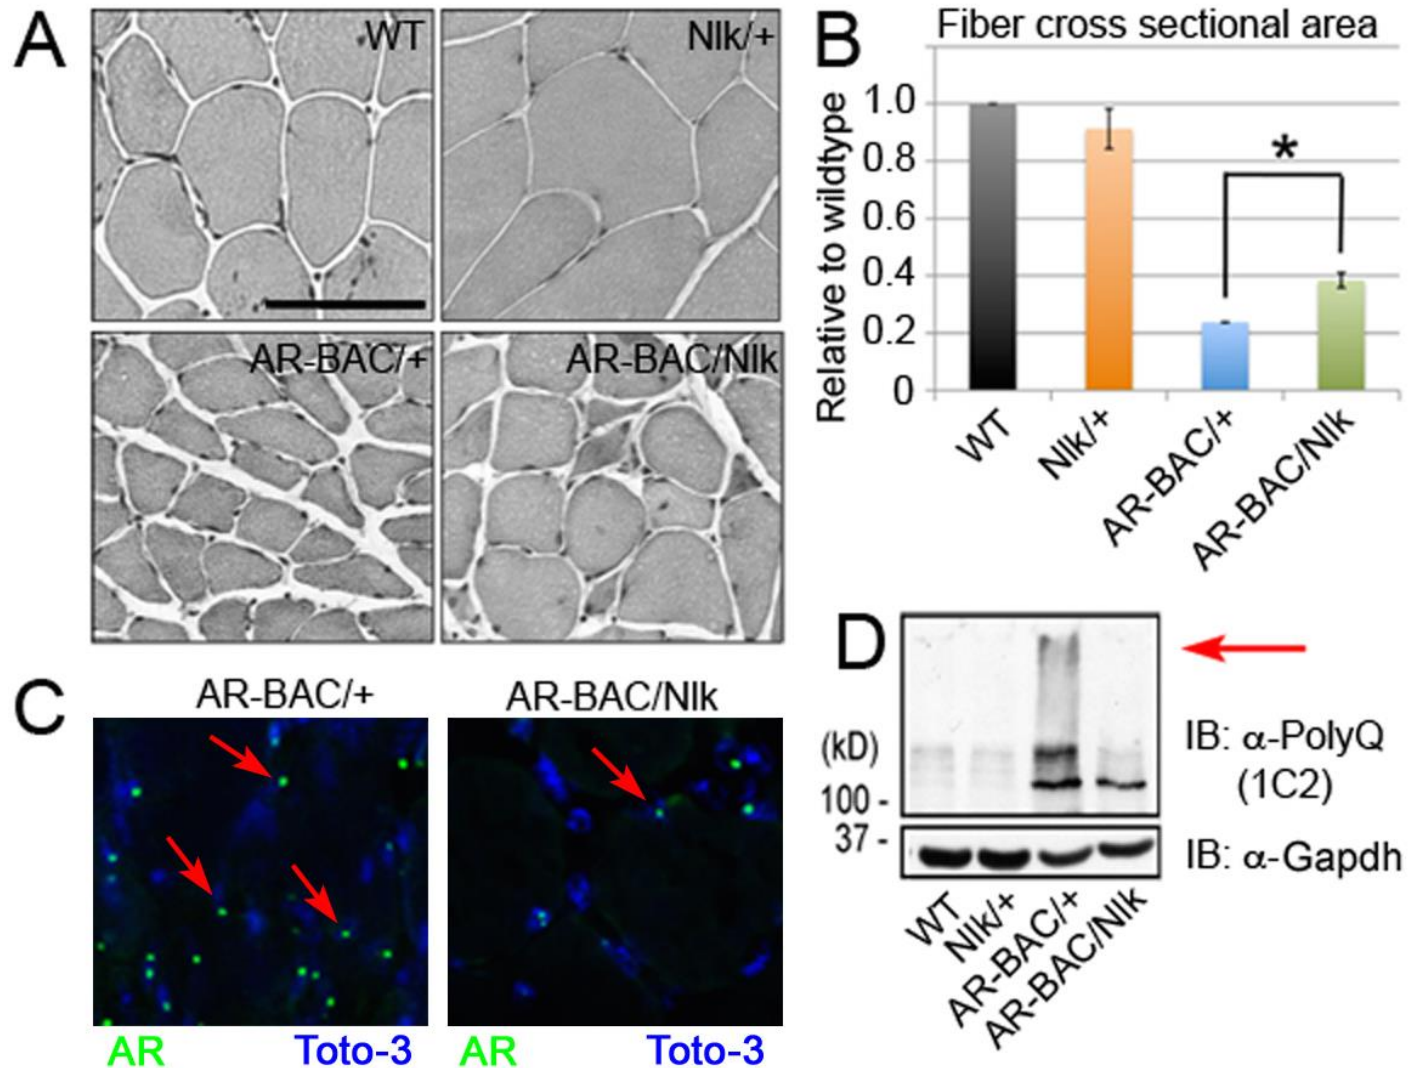 A
WT
Nlk/+
AR-BAC/+
AR-BAC/Nlk
B
Fiber cross sectional area
Relative to wildtype
1.0
0.8
0.6
0.4
0.2
0
*
WT
Nlk/+
AR-BAC/+
AR-BAC/Nlk
C
AR-BAC/+
AR-BAC/Nlk
AR
Toto-3
AR
Toto-3
D
(kD)
100 -
37 -
IB: α-PolyQ
(1C2)
IB: α-Gapdh
WT
Nlk/+
AR-BAC/+
AR-BAC/Nlk